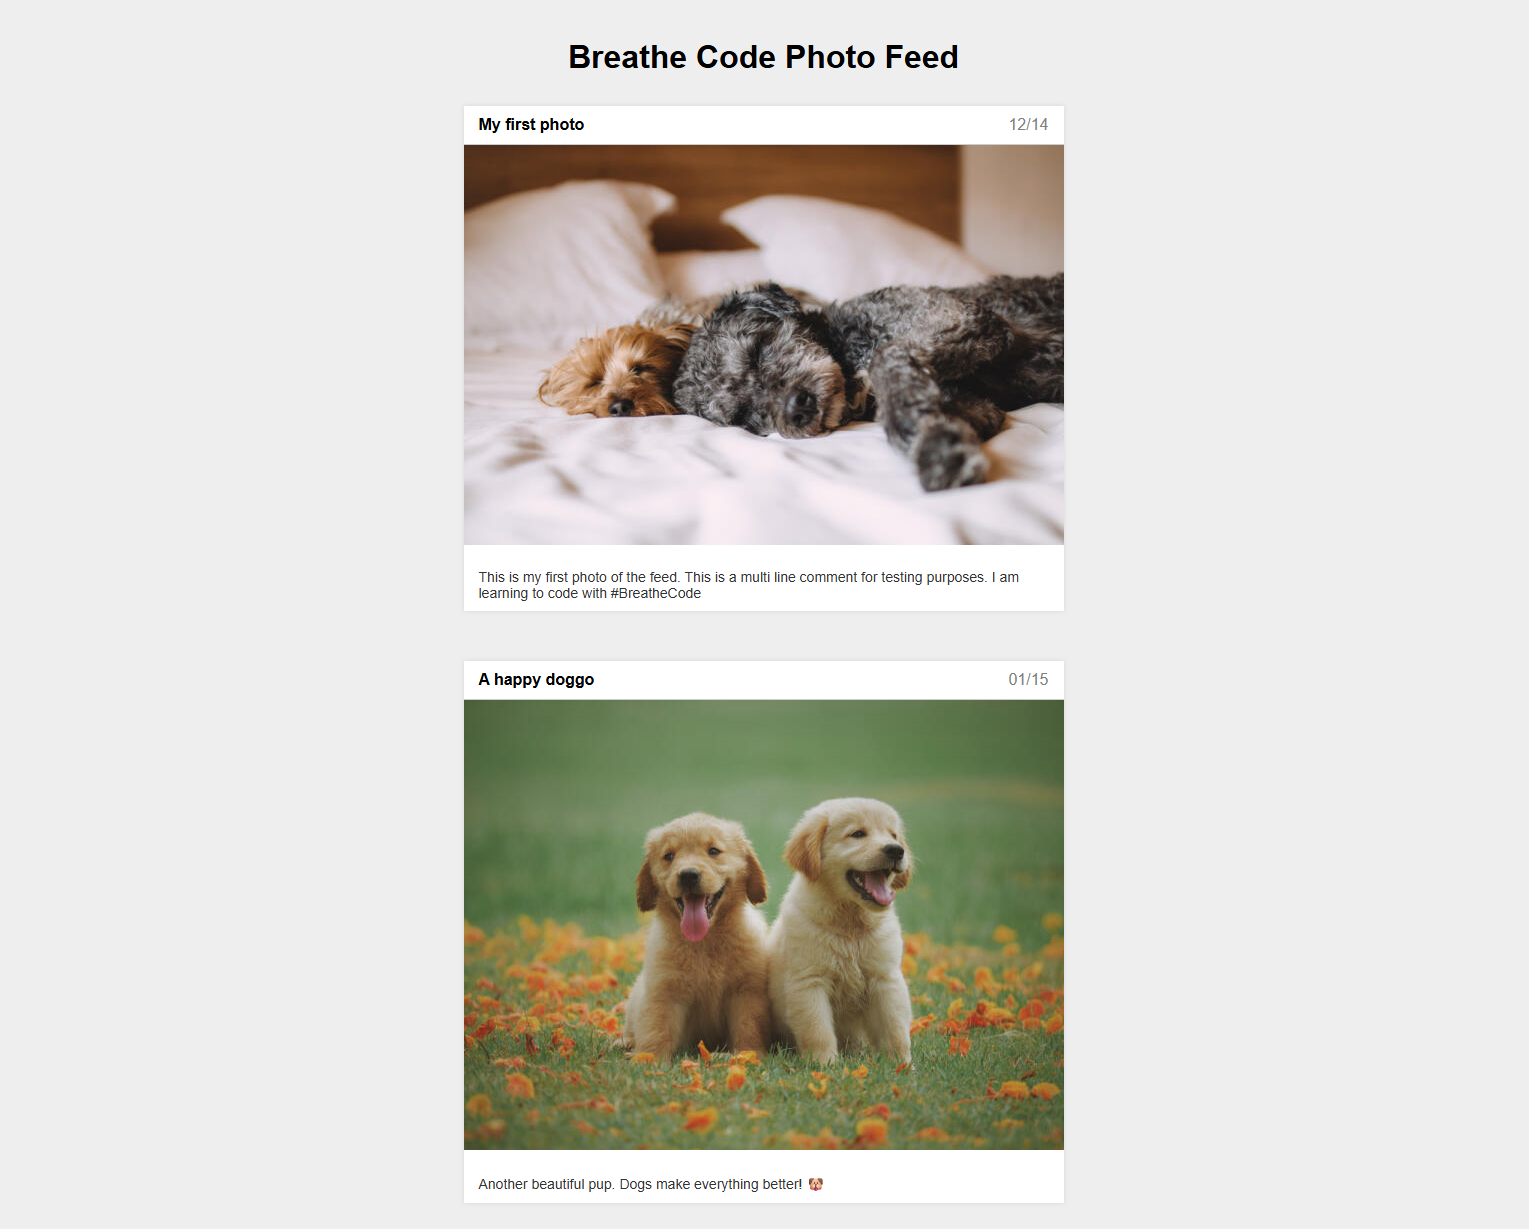 Breathe Code Photo Feed
My first photo 12/14
This is my first photo of the feed. This is a multi line comment for testing purposes. I am
learning to code with #BreatheCode
A happy doggo 01/15
Another beautiful pup. Dogs make everything better! 🐶